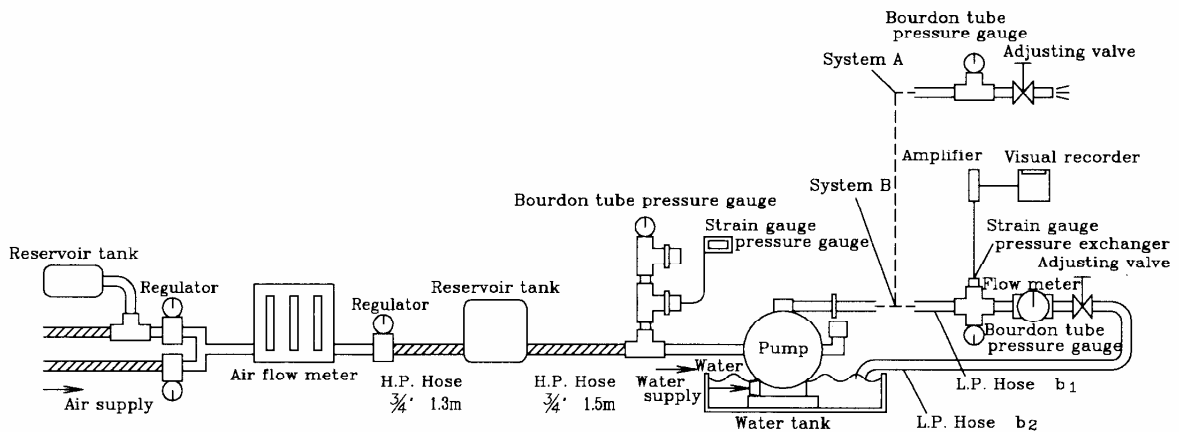 Bourdon tube
pressure gauge
Adjusting valve
System A
Amplifier
Visual recorder
System B
Bourdon tube pressure gauge
Strain gauge
pressure gauge
Strain gauge
pressure exchanger
Adjusting valve
Reservoir tank
Regulator
Regulator
Reservoir tank
Flow meter
Pump
Bourdon tube
pressure gauge
Air flow meter
Air supply
H.P. Hose
3/4' 1.3m
H.P. Hose
3/4' 1.5m
Water
Water
supply
Water tank
L.P. Hose b1
L.P. Hose b2